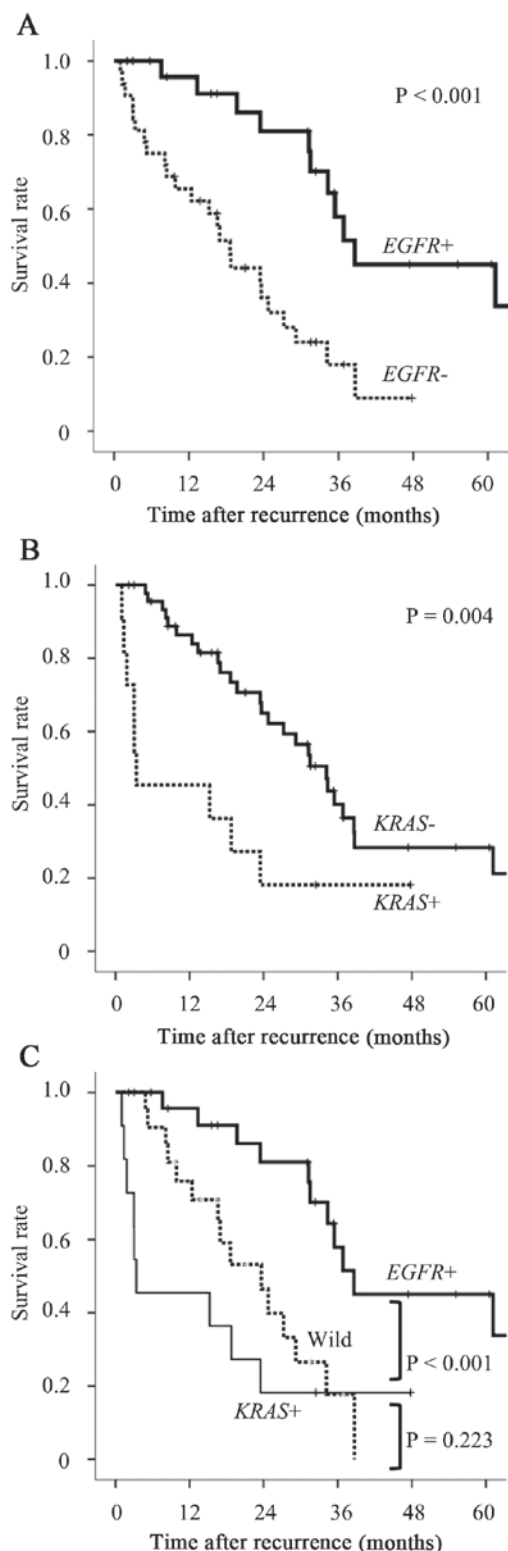 A
1.0
P < 0.001
0.8
0.6
Survival rate
EGFR+
0.4
0.2
EGFR-
0
0 12 24 36 48 60
Time after recurrence (months)
B
1.0
P = 0.004
0.8
0.6
Survival rate
0.4
KRAS-
0.2
KRAS+
0
0 12 24 36 48 60
Time after recurrence (months)
C
1.0
0.8
0.6
Survival rate
EGFR+
0.4
Wild
P < 0.001
0.2
KRAS+
P = 0.223
0
0 12 24 36 48 60
Time after recurrence (months)